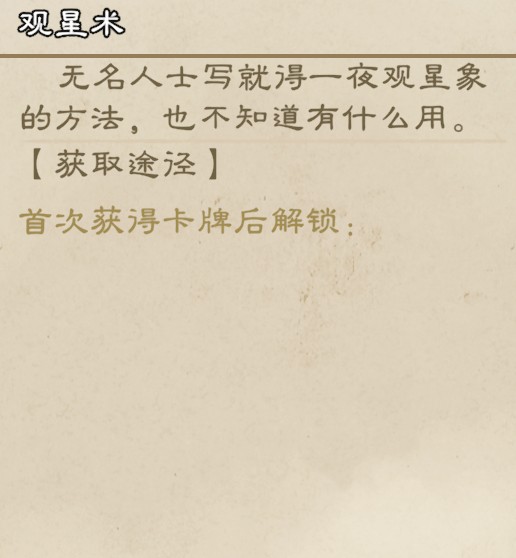 观星术
无名人士写就得一夜观星象
的方法，也不知道有什么用。
【获取途径】
首次获得卡牌后解锁：